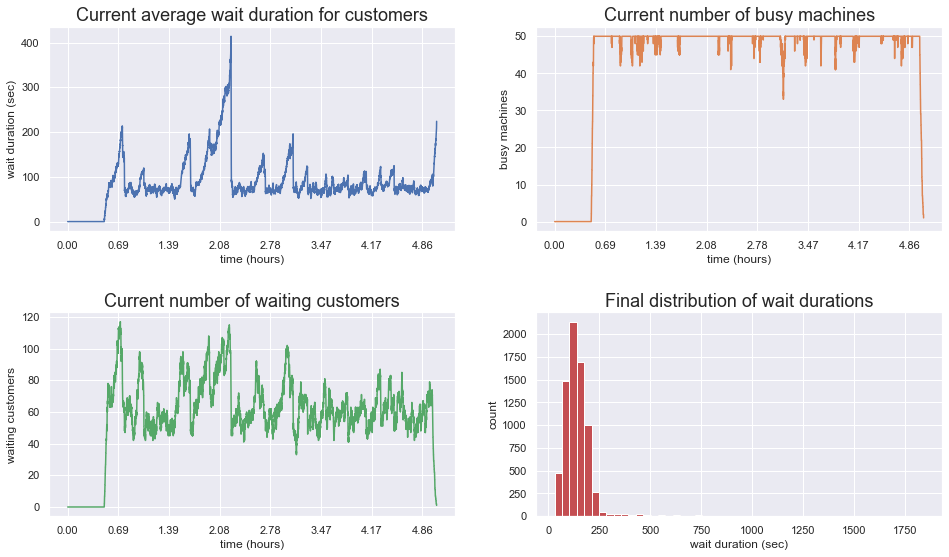 Current average wait duration for customers
wait duration (sec)
400
300
200
100
0
0.00 0.69 1.39 2.08 2.78 3.47 4.17 4.86
time (hours)
Current number of busy machines
busy machines
50
40
30
20
10
0
0.00 0.69 1.39 2.08 2.78 3.47 4.17 4.86
time (hours)
Current number of waiting customers
waiting customers
120
100
80
60
40
20
0
0.00 0.69 1.39 2.08 2.78 3.47 4.17 4.86
time (hours)
Final distribution of wait durations
count
2000
1750
1500
1250
1000
750
500
250
0
0 250 500 750 1000 1250 1500 1750
wait duration (sec)